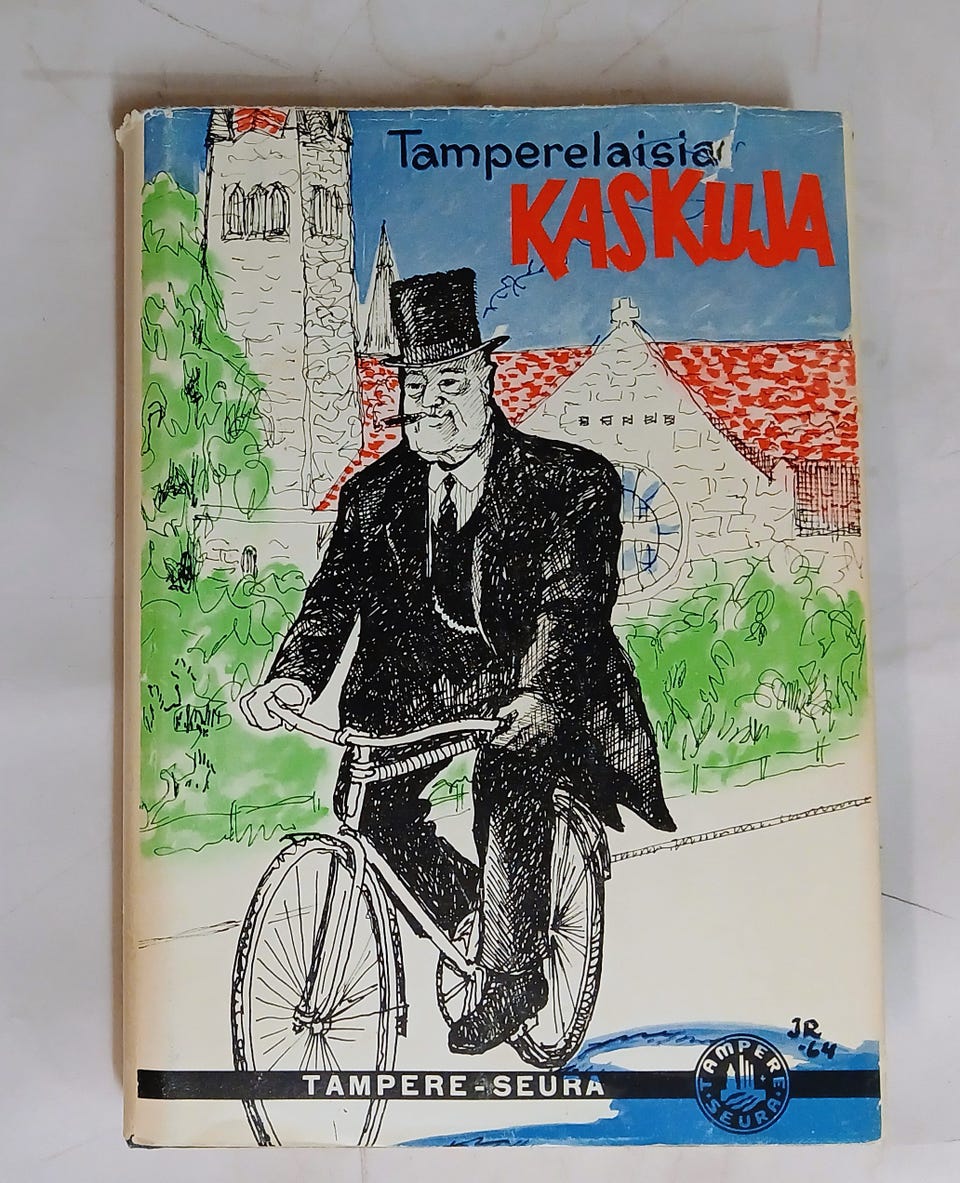 Tamperelaisia
KASKUJA
JR
-64
TAMPERE-SEURA
TAMPERE
SEURA